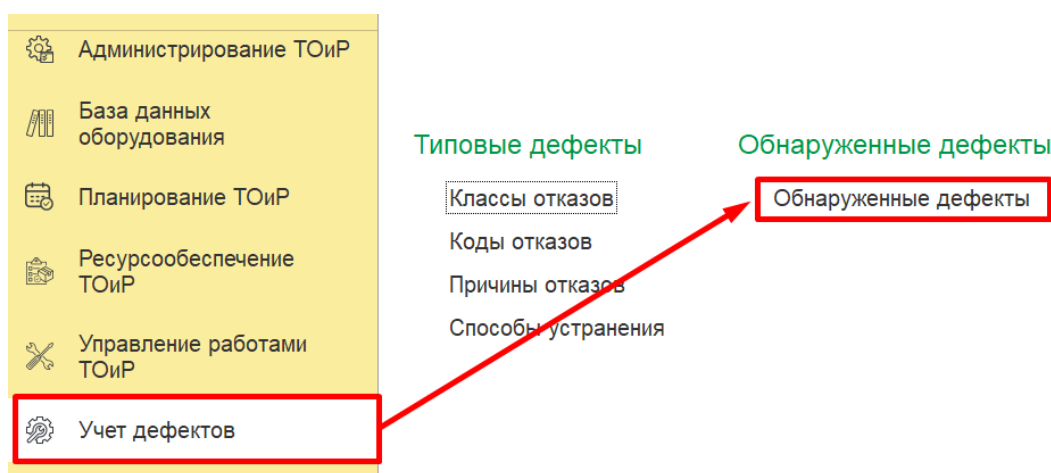 Администрирование ТОиР
База данных
оборудования
Планирование ТОиР
Ресурсообеспечение
ТОиР
Управление работами
ТОиР
Учет дефектов
Типовые дефекты
Классы отказов
Коды отказов
Причины отказов
Способы устранения
Обнаруженные дефекты
Обнаруженные дефекты